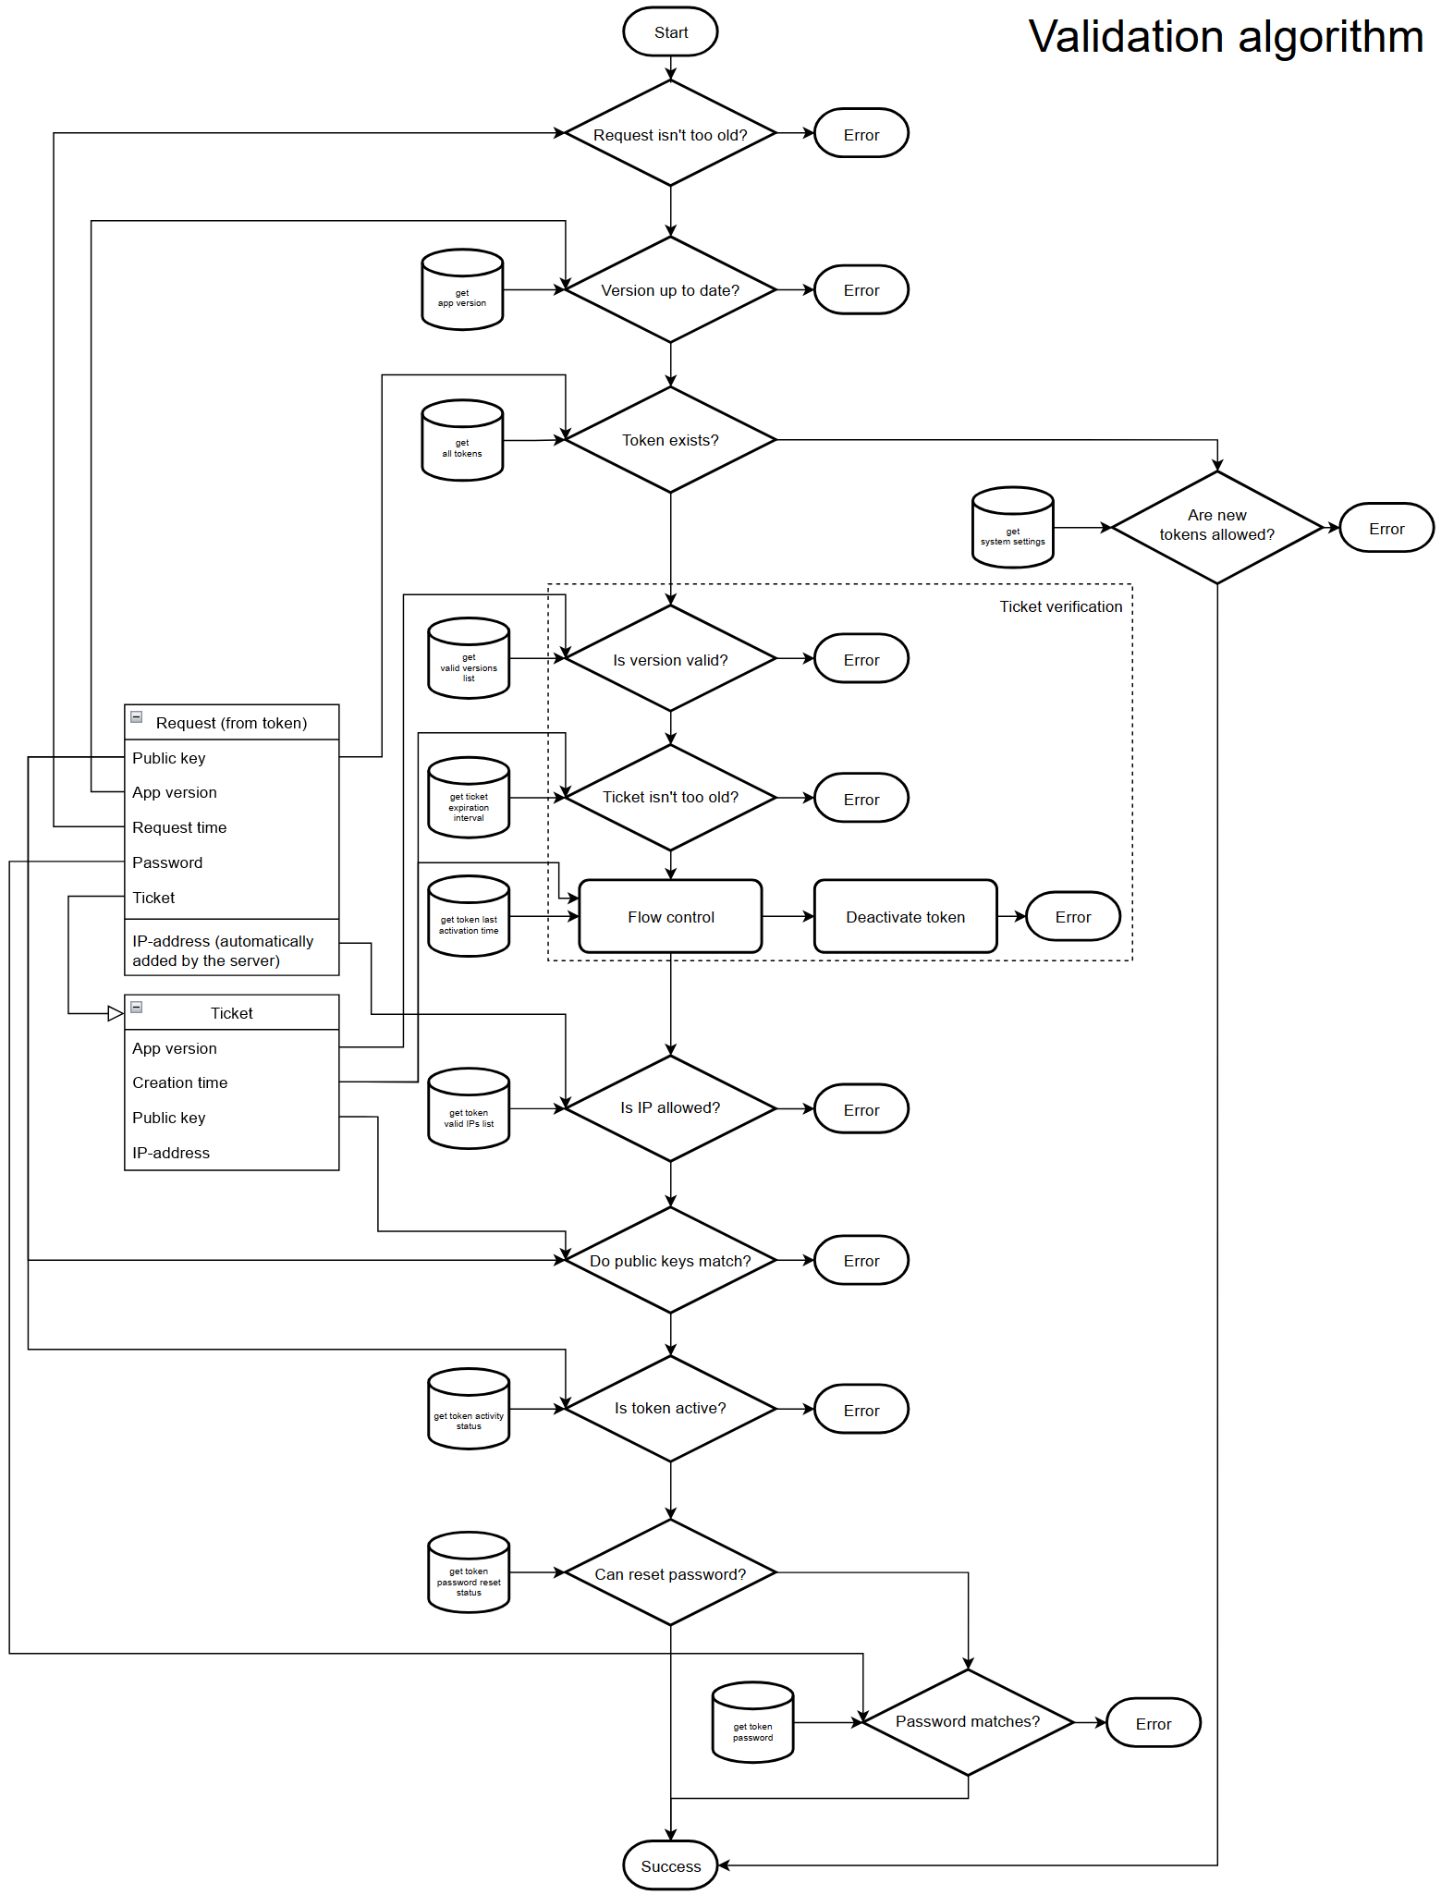 Validation algorithm
Start
Request isn't too old?
Error
get
app version
Version up to date?
Error
get
all tokens
Token exists?
get
system settings
Are new
tokens allowed?
Error
Ticket verification
get
valid versions
list
Is version valid?
Error
Request (from token)
Public key
App version
Request time
Password
Ticket
IP-address (automatically
added by the server)
get ticket
expiration
interval
Ticket isn't too old?
Error
get token last
activation time
Flow control
Deactivate token
Error
Ticket
App version
Creation time
Public key
IP-address
get token
valid IPs list
Is IP allowed?
Error
Do public keys match?
Error
get token activity
status
Is token active?
Error
get token
password reset
status
Can reset password?
get token
password
Password matches?
Error
Success